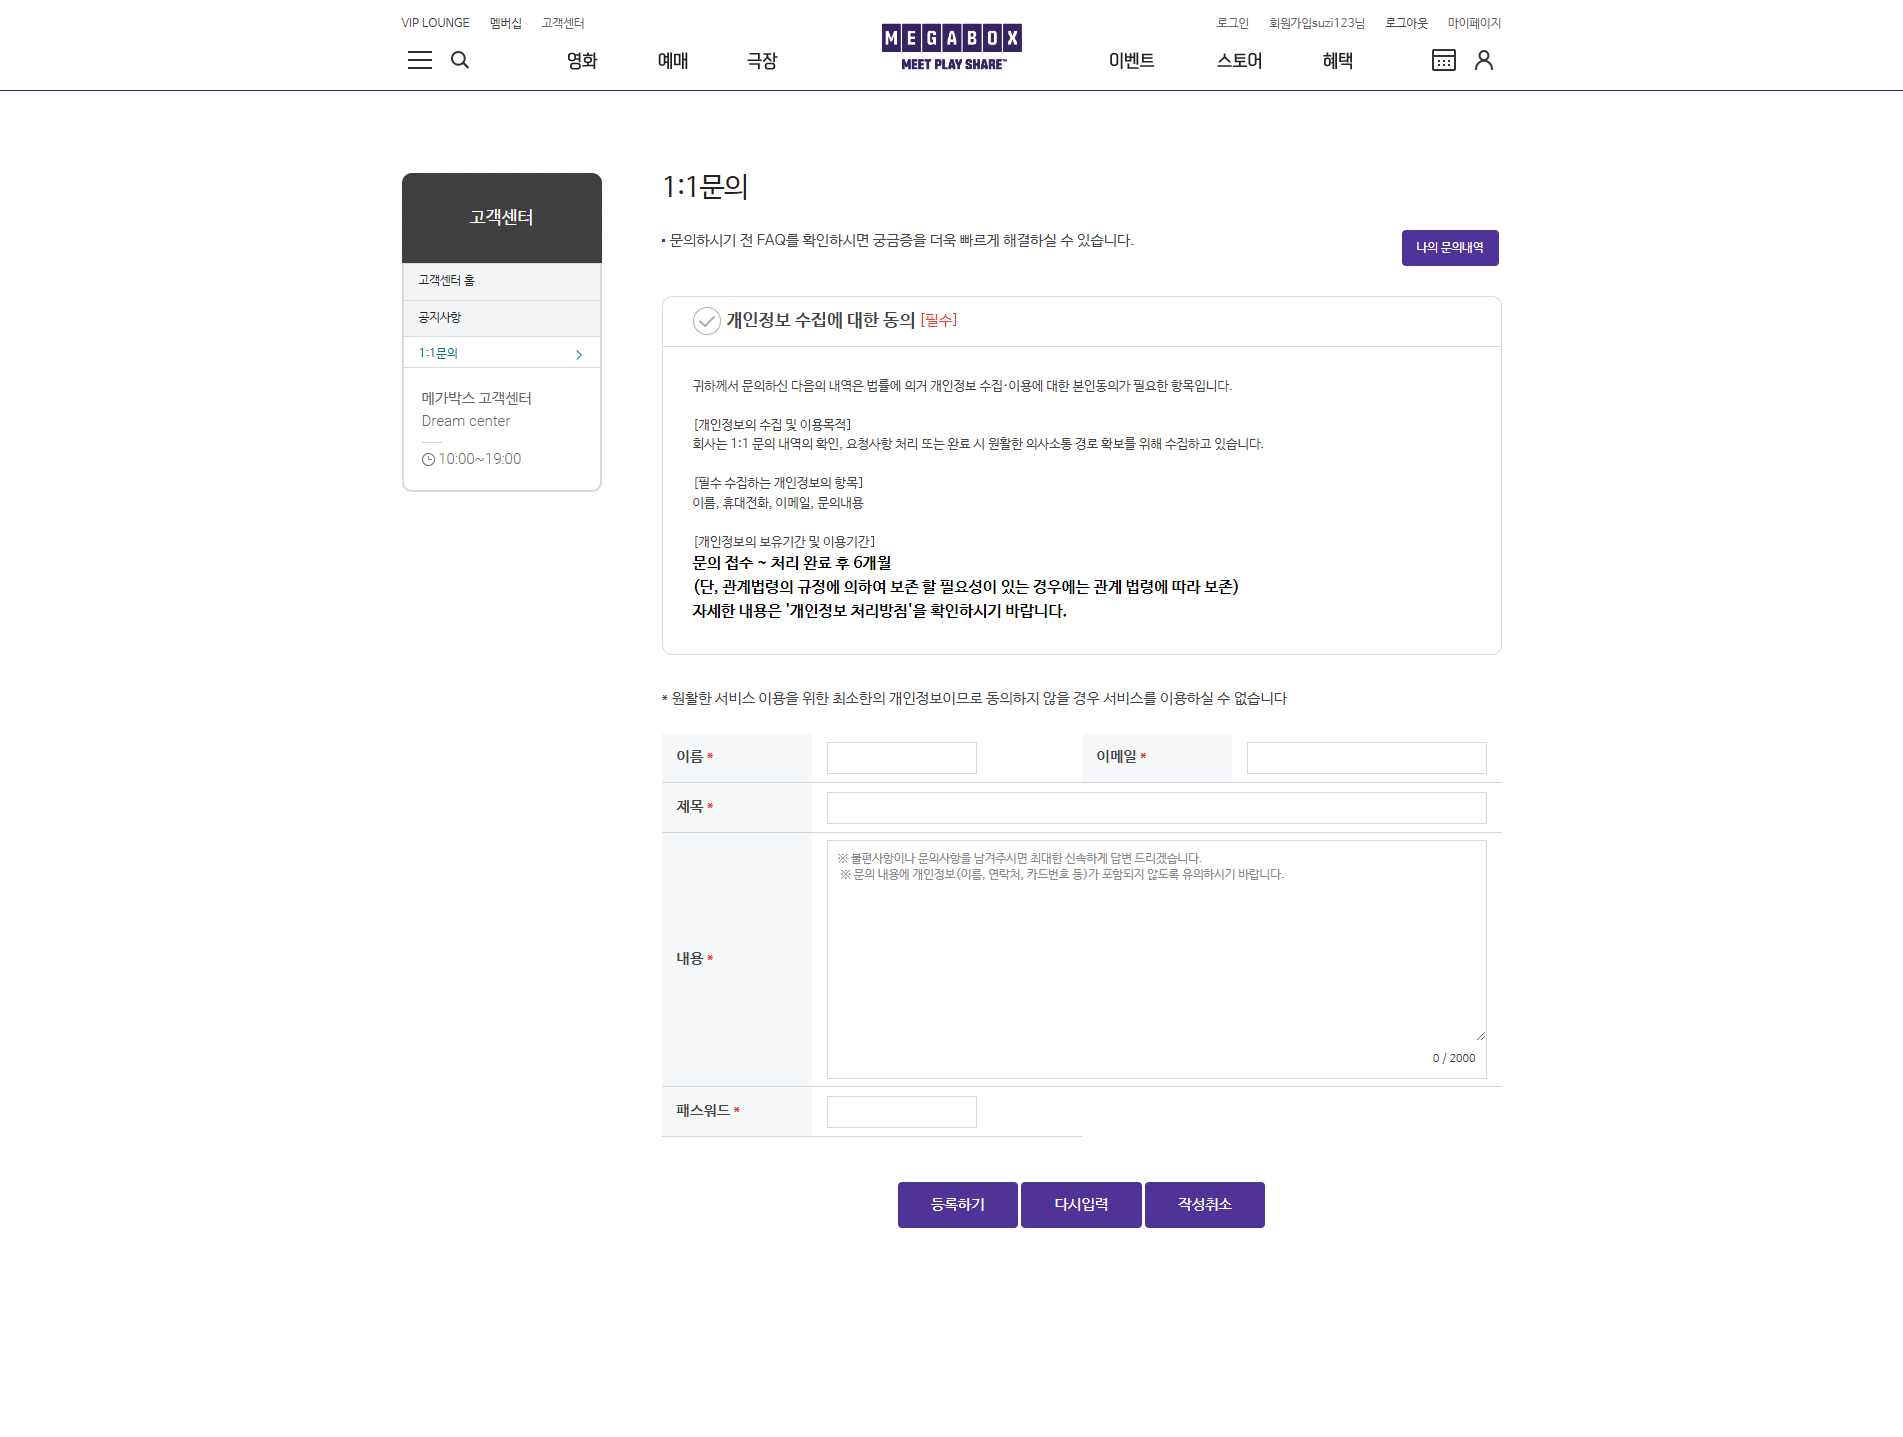 VIP LOUNGE 멤버십 고객센터
로그인 회원가입suzi123님 로그아웃 마이페이지
영화 예매 극장
MEGABOX
MEET PLAY SHARE™
이벤트 스토어 혜택
고객센터
고객센터 홈
공지사항
1:1문의
메가박스 고객센터
Dream center
10:00~19:00
1:1문의
문의하시기 전 FAQ를 확인하시면 궁금증을 더욱 빠르게 해결하실 수 있습니다.
나의 문의내역
개인정보 수집에 대한 동의 [필수]
귀하께서 문의하신 다음의 내역은 법률에 의거 개인정보 수집·이용에 대한 본인동의가 필요한 항목입니다.
[개인정보의 수집 및 이용목적]
회사는 1:1 문의 내역의 확인, 요청사항 처리 또는 완료 시 원활한 의사소통 경로 확보를 위해 수집하고 있습니다.
[필수 수집하는 개인정보의 항목]
이름, 휴대전화, 이메일, 문의내용
[개인정보의 보유기간 및 이용기간]
문의 접수 ~ 처리 완료 후 6개월
(단, 관계법령의 규정에 의하여 보존 할 필요성이 있는 경우에는 관계 법령에 따라 보존)
자세한 내용은 '개인정보 처리방침'을 확인하시기 바랍니다.
* 원활한 서비스 이용을 위한 최소한의 개인정보이므로 동의하지 않을 경우 서비스를 이용하실 수 없습니다
이름 *
이메일 *
제목 *
내용 *
※ 불편사항이나 문의사항을 남겨주시면 최대한 신속하게 답변 드리겠습니다.
※ 문의 내용에 개인정보(이름, 연락처, 카드번호 등)가 포함되지 않도록 유의하시기 바랍니다.
0 / 2000
패스워드 *
등록하기 다시입력 작성취소